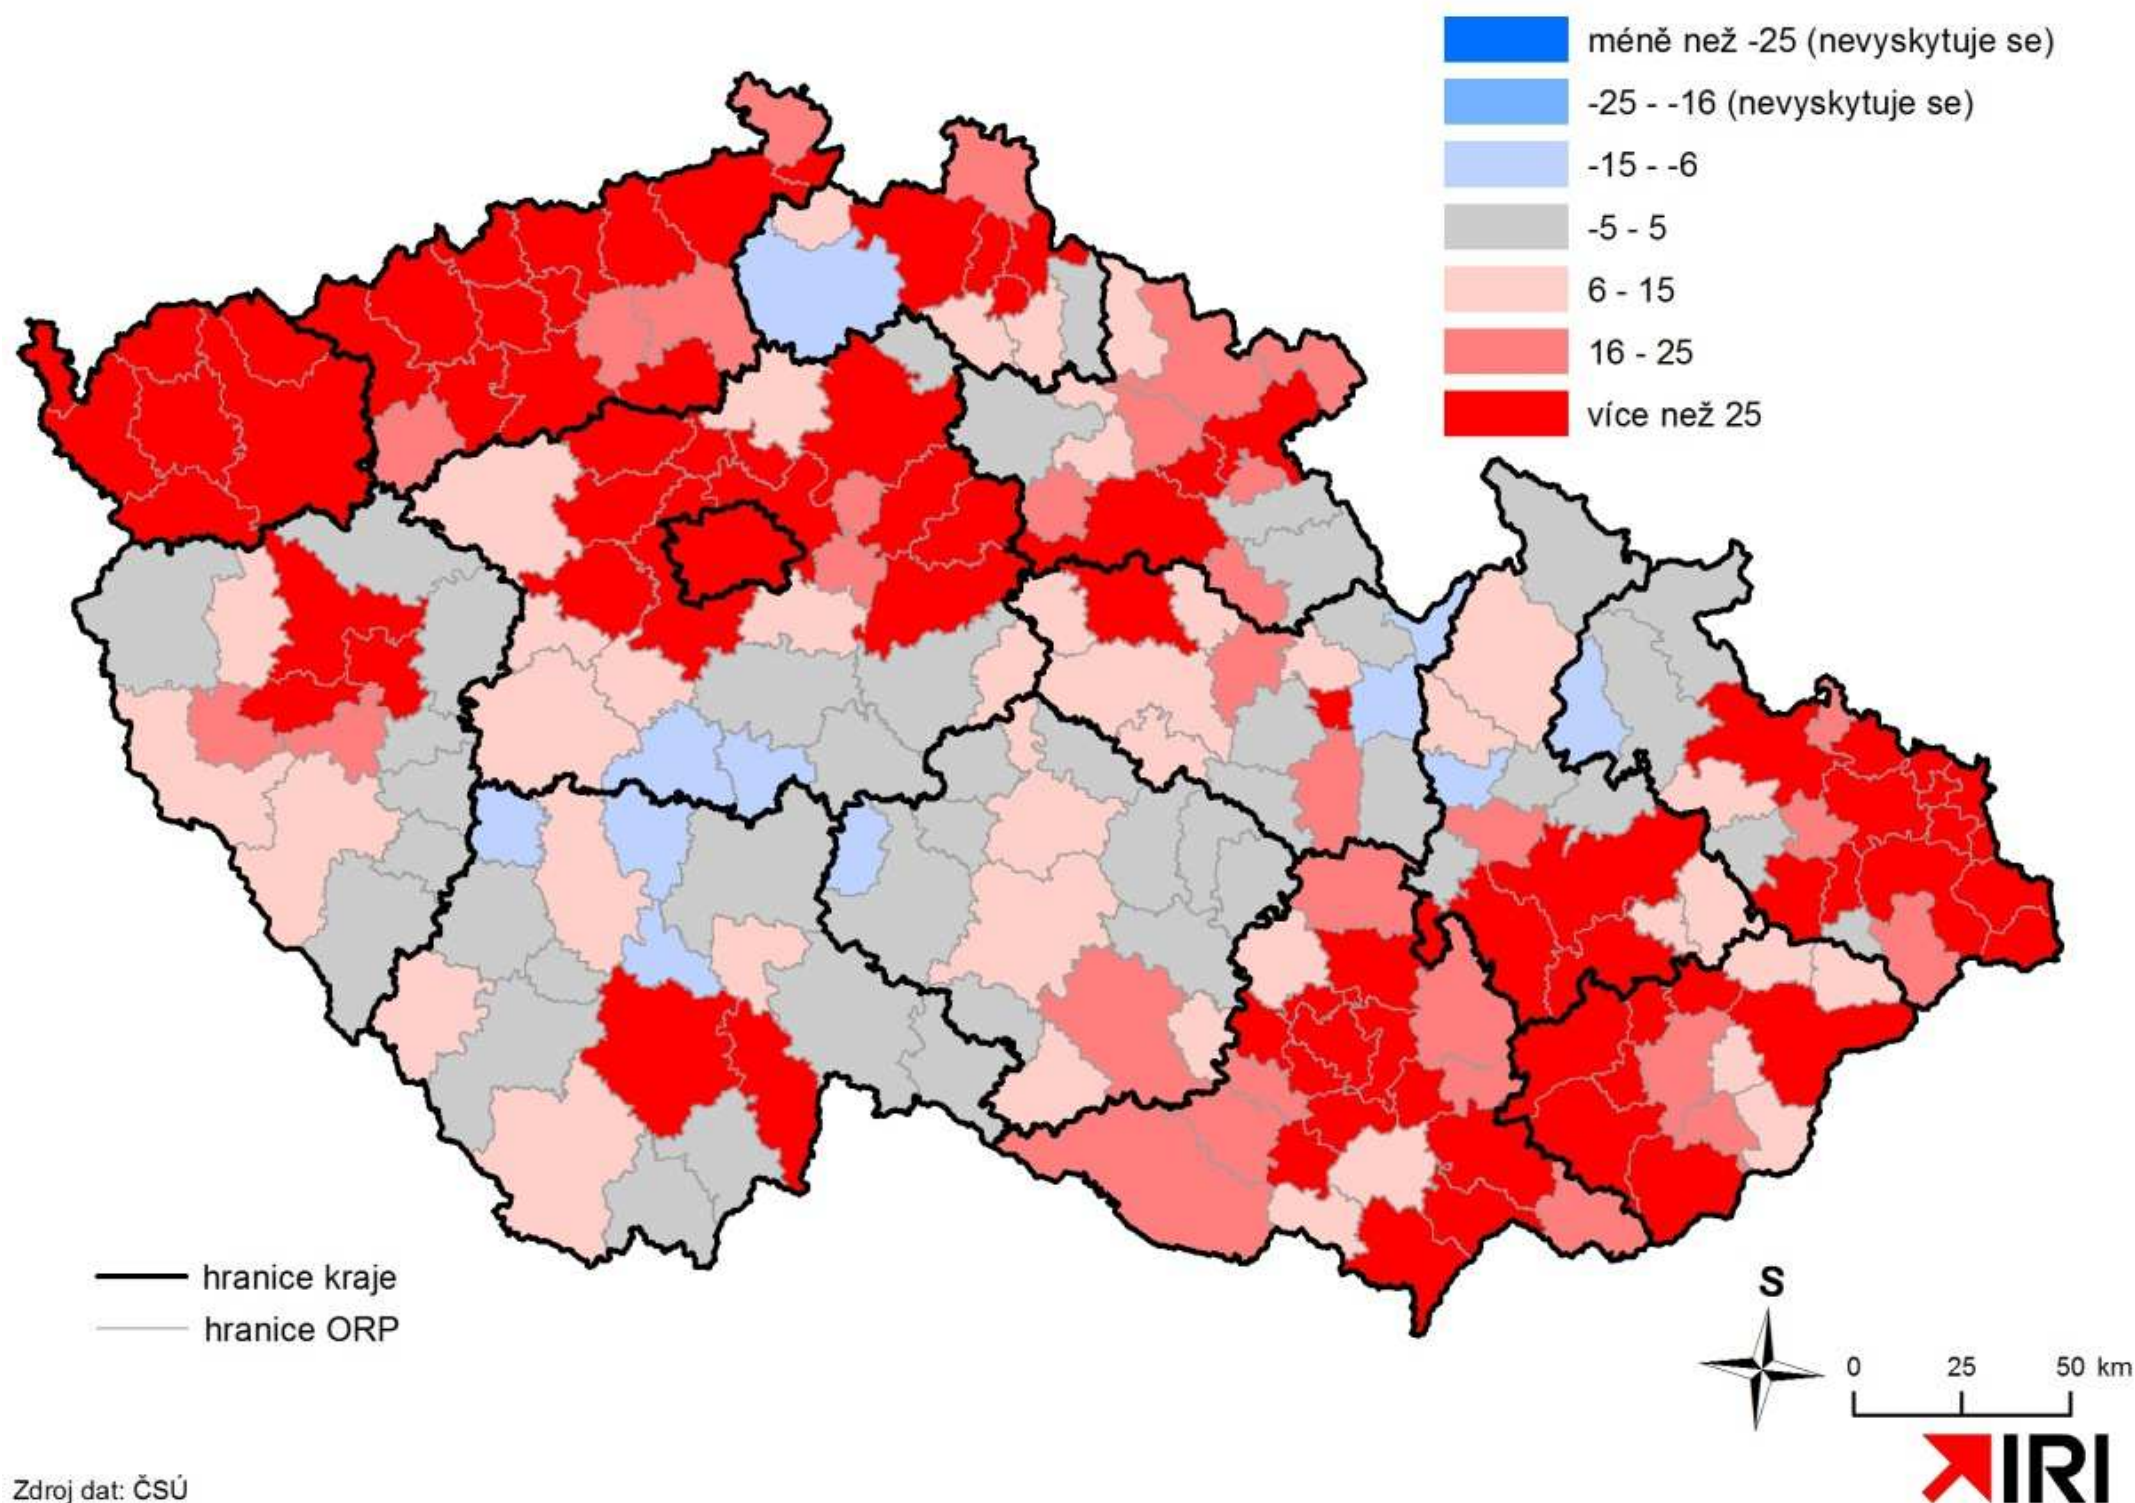 méně než -25 (nevyskytuje se)
-25 - -16 (nevyskytuje se)
-15 - -6
-5 - 5
6 - 15
16 - 25
více než 25
hranice kraje
hranice ORP
S
0 25 50 km
IRI
Zdroj dat: ČSÚ